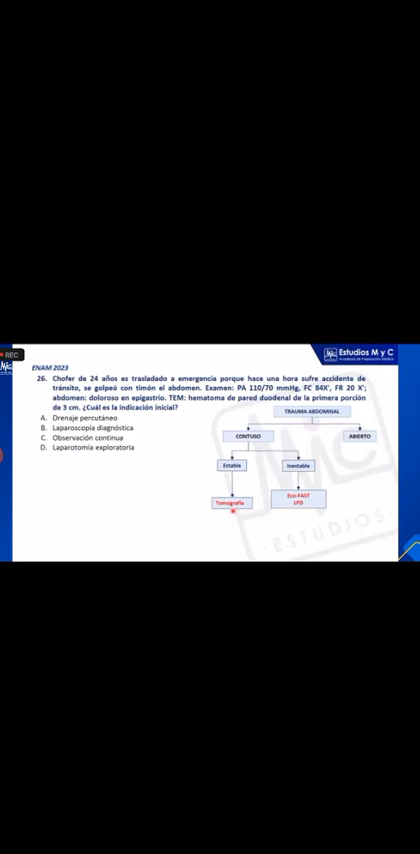 REC
Estudios M y C
Academia de Preparación Médica
ENAM 2023
26. Chofer de 24 años es trasladado a emergencia porque hace una hora sufre accidente de
tránsito, se golpeó con timón el abdomen. Examen: PA 110/70 mmHg, FC 84X', FR 20 X';
abdomen: doloroso en epigastrio. TEM: hematoma de pared duodenal de la primera porción
de 3 cm. ¿Cuál es la indicación inicial?
A. Drenaje percutáneo
B. Laparoscopia diagnóstica
C. Observación continua
D. Laparotomía exploratoria
TRAUMA ABDOMINAL
CONTUSO
ABIERTO
Estable
Inestable
Tomografía
Eco-FAST
LPD
· ESTUDIOS ·